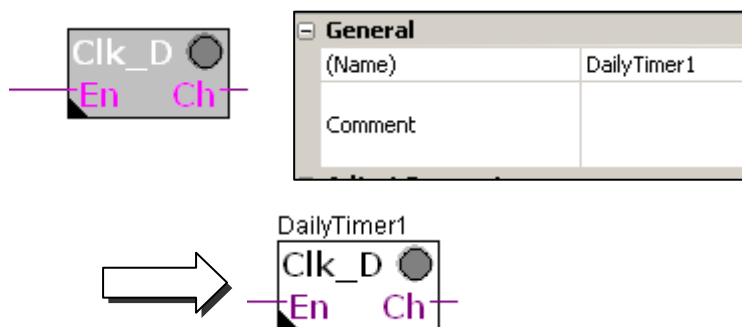 Clk_D
En Ch
General
(Name) DailyTimer1
Comment
DailyTimer1
Clk_D
En Ch